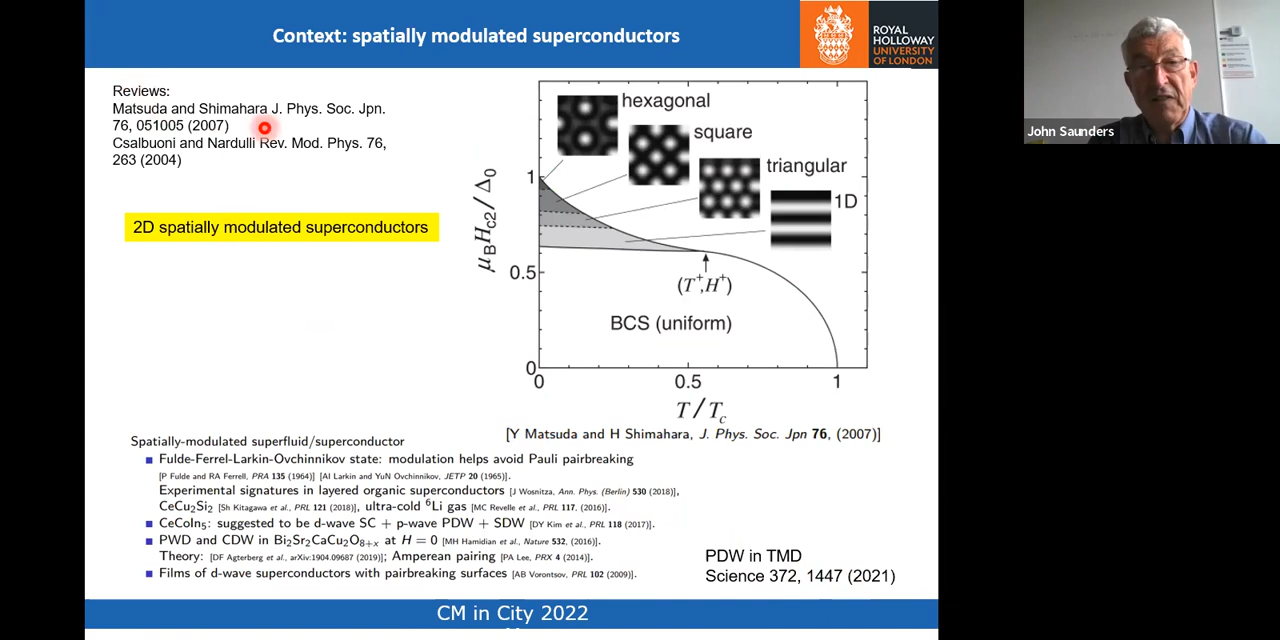 Context: spatially modulated superconductors
ROYAL
HOLLOWAY
UNIVERSITY
OF LONDON
John Saunders
Reviews:
Matsuda and Shimahara J. Phys. Soc. Jpn.
76, 051005 (2007)
Csalbuoni and Nardulli Rev. Mod. Phys. 76,
263 (2004)
2D spatially modulated superconductors
hexagonal
square
triangular
1D
μ_B H_c2 / Δ_0
1
0.5
0
(T⁺,H⁺)
BCS (uniform)
0 0.5 1
T / T_c
[Y Matsuda and H Shimahara, J. Phys. Soc. Jpn 76, (2007)]
Spatially-modulated superfluid/superconductor
■ Fulde-Ferrel-Larkin-Ovchinnikov state: modulation helps avoid Pauli pairbreaking
[P Fulde and RA Ferrell, PRA 135 (1964)] [AI Larkin and YuN Ovchinnikov, JETP 20 (1965)].
Experimental signatures in layered organic superconductors [J Wosnitza, Ann. Phys. (Berlin) 530 (2018)],
CeCu₂Si₂ [Sh Kitagawa et al., PRL 121 (2018)], ultra-cold ⁶Li gas [MC Revelle et al., PRL 117, (2016)].
■ CeCoIn₅: suggested to be d-wave SC + p-wave PDW + SDW [DY Kim et al., PRL 118 (2017)].
■ PWD and CDW in Bi₂Sr₂CaCu₂O₈₊ₓ at H = 0 [MH Hamidian et al., Nature 532, (2016)].
Theory: [DF Agterberg et al., arXiv:1904.09687 (2019)]; Amperean pairing [PA Lee, PRX 4 (2014)].
■ Films of d-wave superconductors with pairbreaking surfaces [AB Vorontsov, PRL 102 (2009)].
PDW in TMD
Science 372, 1447 (2021)
CM in City 2022